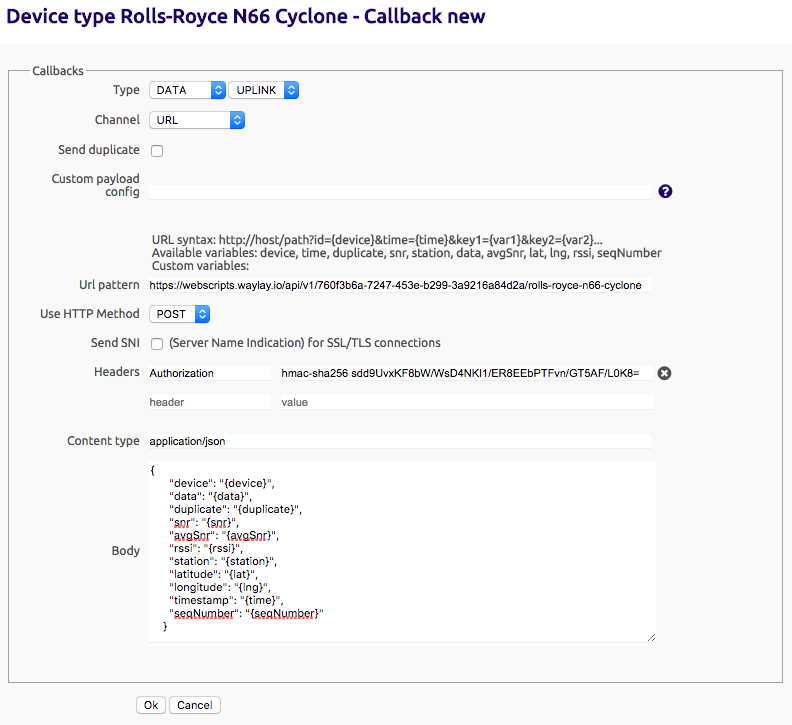 Device type Rolls-Royce N66 Cyclone - Callback new
Callbacks
Type DATA UPLINK
Channel URL
Send duplicate
Custom payload
config
?
URL syntax: http://host/path?id={device}&time={time}&key1={var1}&key2={var2}...
Available variables: device, time, duplicate, snr, station, data, avgSnr, lat, lng, rssi, seqNumber
Custom variables:
Url pattern https://webscripts.waylay.io/api/v1/760f3b6a-7247-453e-b299-3a9216a84d2a/rolls-royce-n66-cyclone
Use HTTP Method POST
Send SNI (Server Name Indication) for SSL/TLS connections
Headers Authorization hmac-sha256 sdd9UvxKF8bW/WsD4NKl1/ER8EEbPTFvn/GT5AF/L0K8=
header value
Content type application/json
Body
{
"device": "{device}",
"data": "{data}",
"duplicate": "{duplicate}",
"snr": "{snr}",
"avgSnr": "{avgSnr}",
"rssi": "{rssi}",
"station": "{station}",
"latitude": "{lat}",
"longitude": "{lng}",
"timestamp": "{time}",
"seqNumber": "{seqNumber}"
}
Ok Cancel